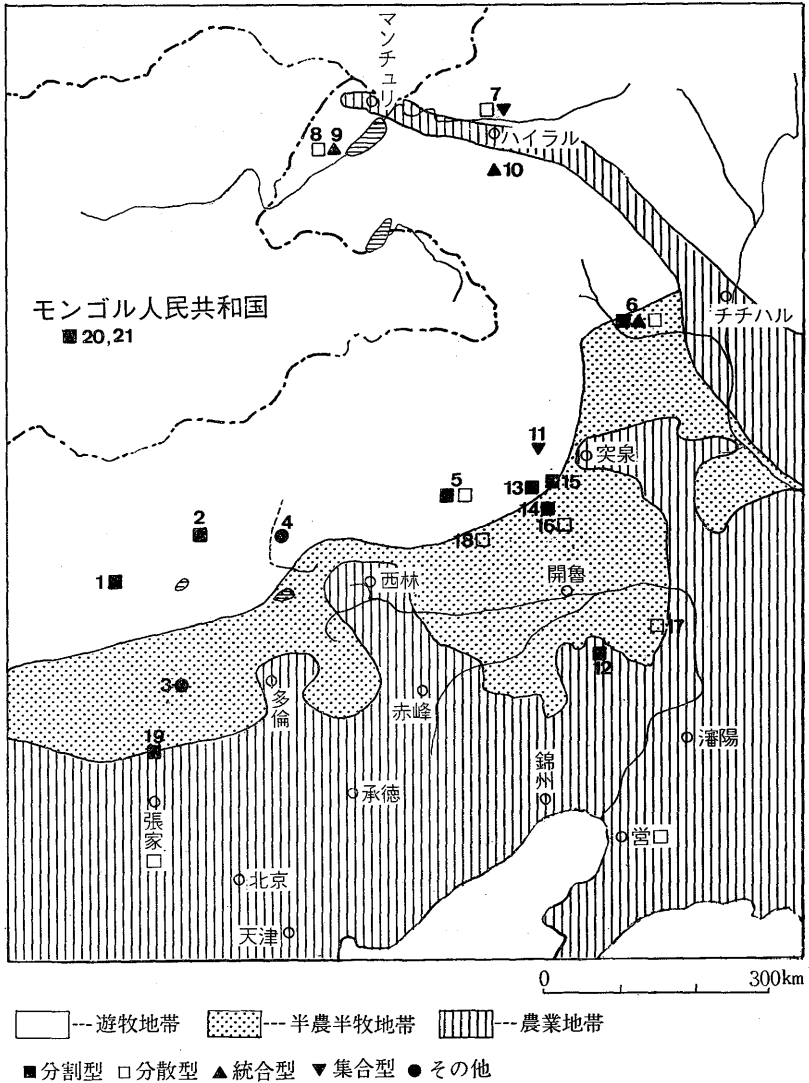 マンチュリ
7
ハイラル
8 9
10
モンゴル人民共和国
20,21
6
チチハル
11
突泉
5
13
15
14
16
2
4
18
1
西林
開魯
17
12
3
多倫
赤峰
19
瀋陽
錦州
承徳
張家口
営口
北京
天津
0 300km
---遊牧地帯 ---半農半牧地帯 ---農業地帯
■分割型 □分散型 ▲統合型 ▼集合型 ●その他